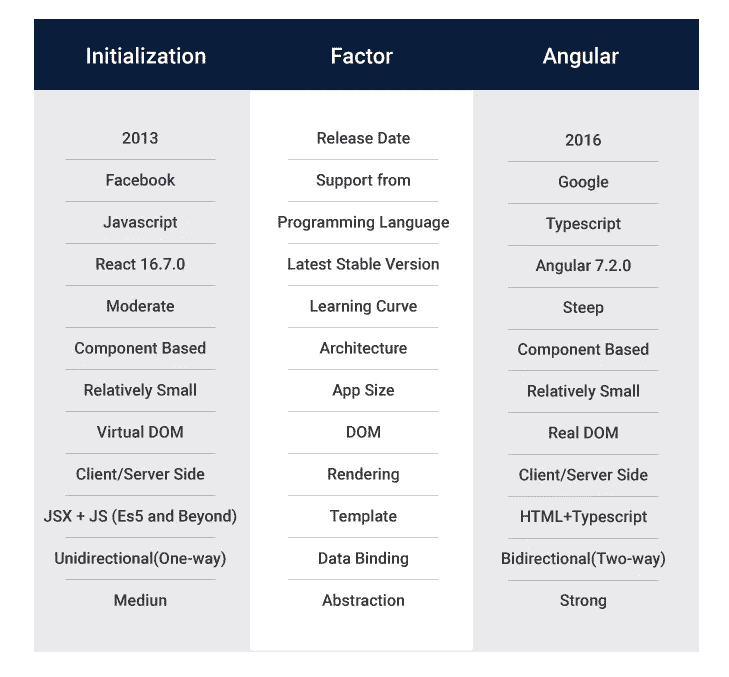 Initialization Factor Angular
2013 Release Date 2016
Facebook Support from Google
Javascript Programming Language Typescript
React 16.7.0 Latest Stable Version Angular 7.2.0
Moderate Learning Curve Steep
Component Based Architecture Component Based
Relatively Small App Size Relatively Small
Virtual DOM DOM Real DOM
Client/Server Side Rendering Client/Server Side
JSX + JS (Es5 and Beyond) Template HTML+Typescript
Unidirectional(One-way) Data Binding Bidirectional(Two-way)
Mediun Abstraction Strong